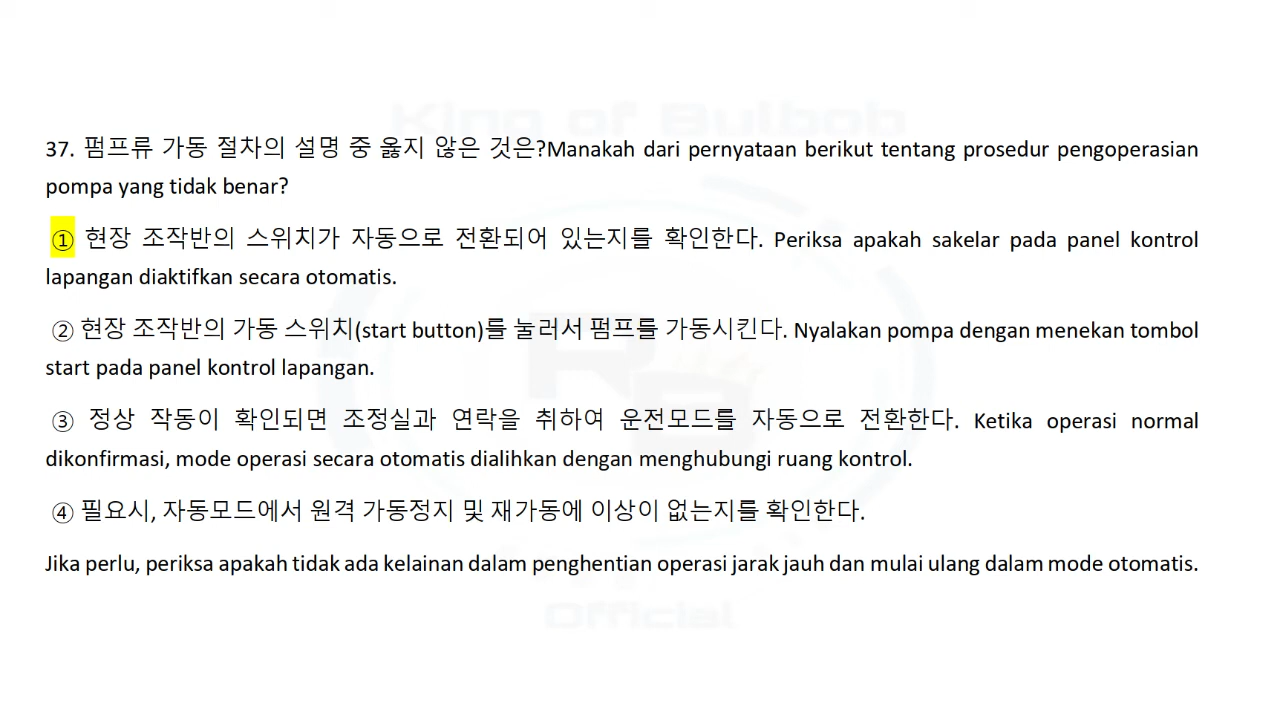 King of Bulbob
37. 펌프류 가동 절차의 설명 중 옳지 않은 것은?Manakah dari pernyataan berikut tentang prosedur pengoperasian
pompa yang tidak benar?
① 현장 조작반의 스위치가 자동으로 전환되어 있는지를 확인한다. Periksa apakah sakelar pada panel kontrol
lapangan diaktifkan secara otomatis.
② 현장 조작반의 가동 스위치(start button)를 눌러서 펌프를 가동시킨다. Nyalakan pompa dengan menekan tombol
start pada panel kontrol lapangan.
③ 정상 작동이 확인되면 조정실과 연락을 취하여 운전모드를 자동으로 전환한다. Ketika operasi normal
dikonfirmasi, mode operasi secara otomatis dialihkan dengan menghubungi ruang kontrol.
④ 필요시, 자동모드에서 원격 가동정지 및 재가동에 이상이 없는지를 확인한다.
Jika perlu, periksa apakah tidak ada kelainan dalam penghentian operasi jarak jauh dan mulai ulang dalam mode otomatis.
Official